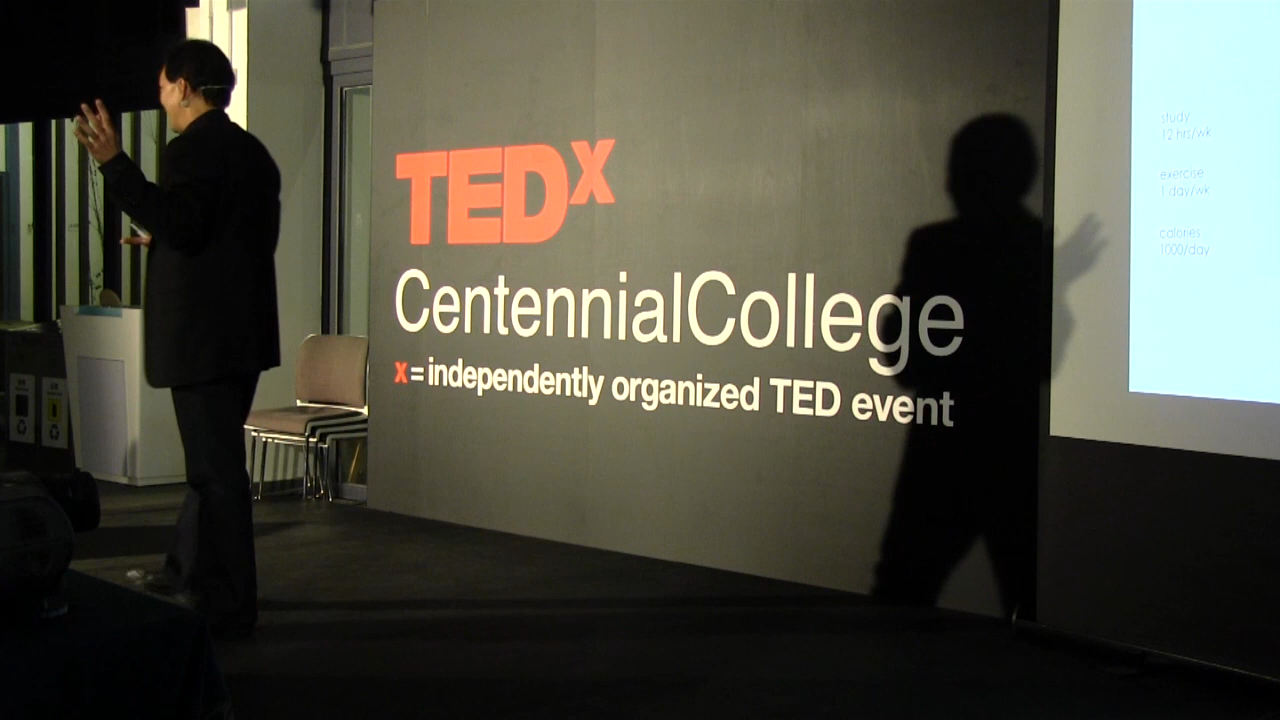 TEDx
CentennialCollege
x = independently organized TED event
study
12 hrs/wk
exercise
1 day/wk
calories
1000/day